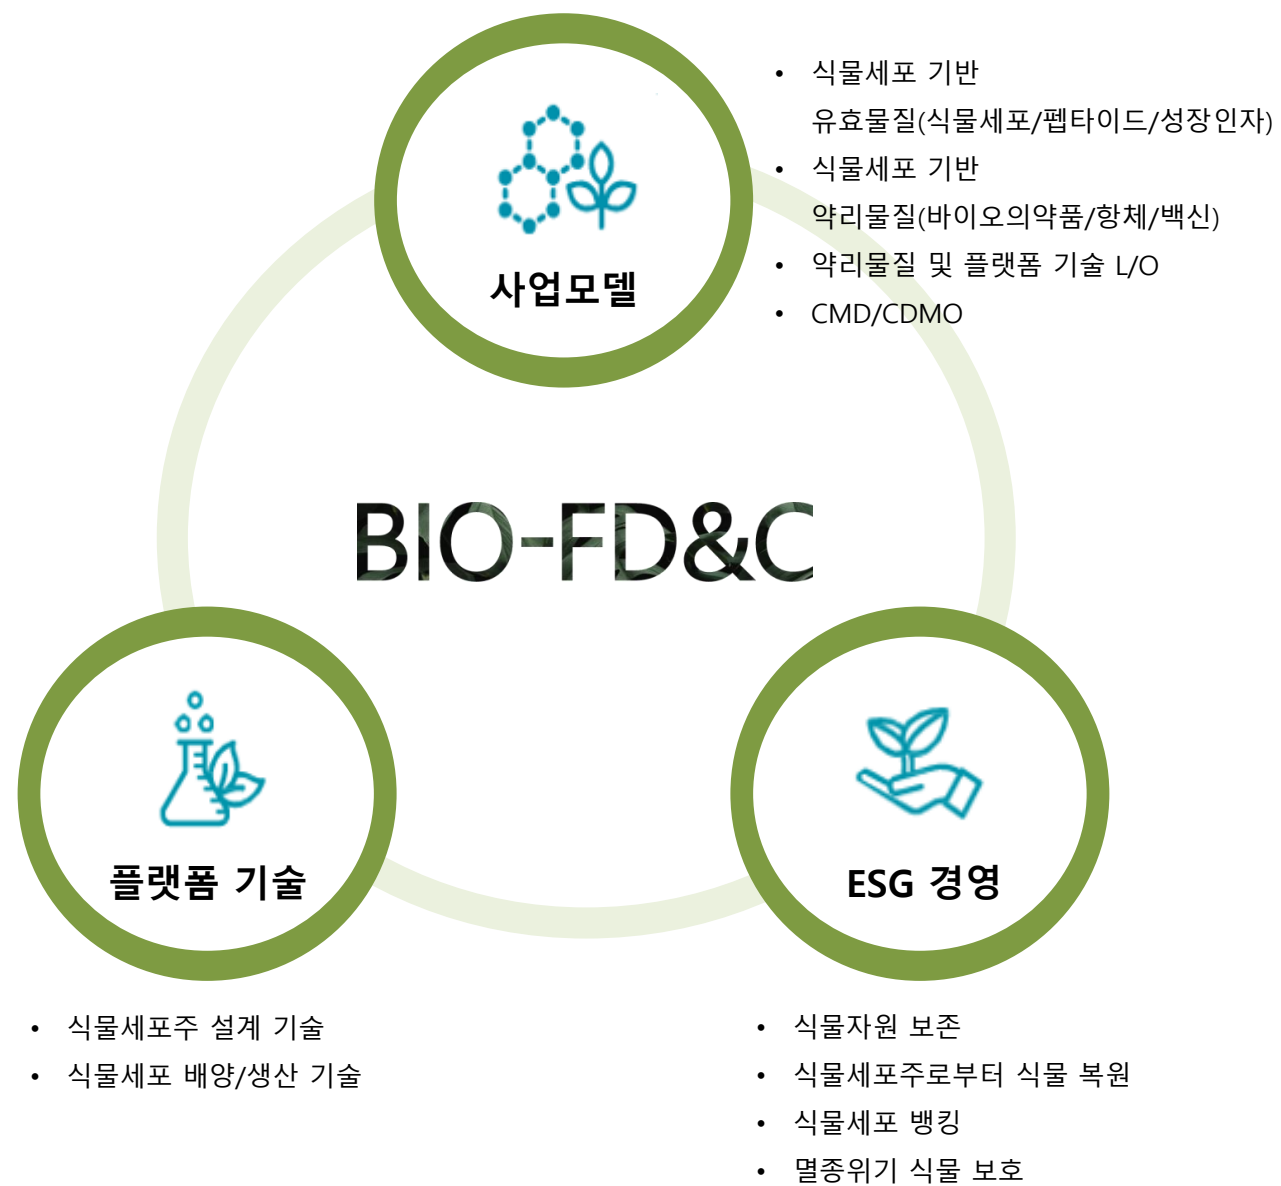 • 식물세포 기반
유효물질(식물세포/펩타이드/성장인자)
• 식물세포 기반
약리물질(바이오의약품/항체/백신)
• 약리물질 및 플랫폼 기술 L/O
• CMD/CDMO
사업모델
BIO-FD&C
플랫폼 기술
• 식물세포주 설계 기술
• 식물세포 배양/생산 기술
ESG 경영
• 식물자원 보존
• 식물세포주로부터 식물 복원
• 식물세포 뱅킹
• 멸종위기 식물 보호